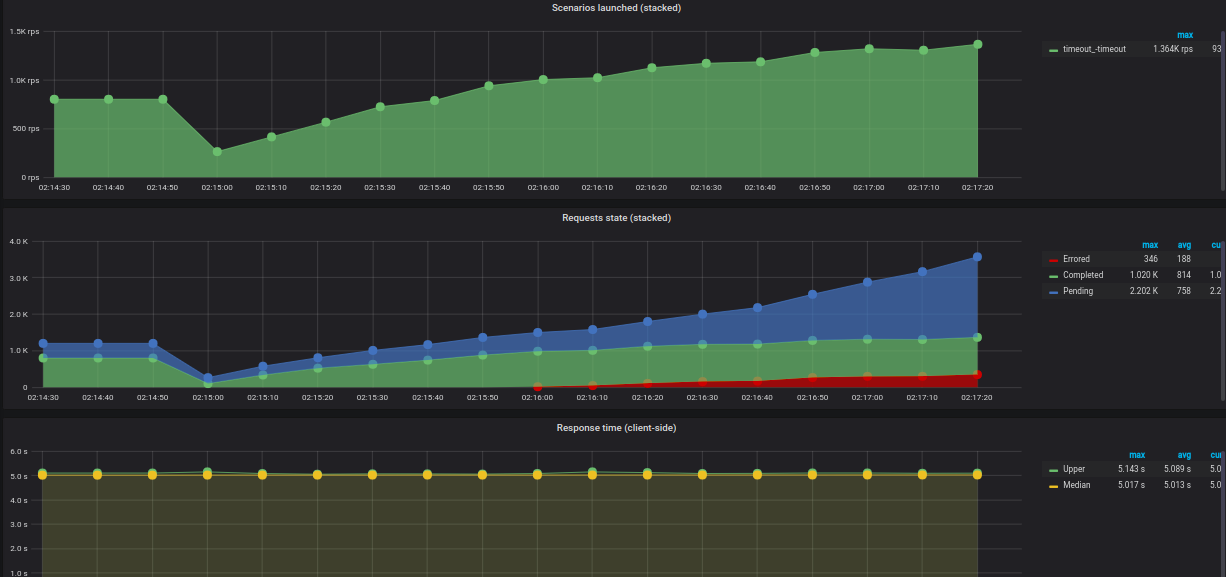 Scenarios launched (stacked)
1.5K rps
1.0K rps
500 rps
0 rps
02:14:30 02:14:40 02:14:50 02:15:00 02:15:10 02:15:20 02:15:30 02:15:40 02:15:50 02:16:00 02:16:10 02:16:20 02:16:30 02:16:40 02:16:50 02:17:00 02:17:10 02:17:20
max
timeout_-timeout 1.364K rps 93
Requests state (stacked)
4.0 K
3.0 K
2.0 K
1.0 K
0
02:14:30 02:14:40 02:14:50 02:15:00 02:15:10 02:15:20 02:15:30 02:15:40 02:15:50 02:16:00 02:16:10 02:16:20 02:16:30 02:16:40 02:16:50 02:17:00 02:17:10 02:17:20
max avg cu
Errored 346 188
Completed 1.020 K 814 1.0
Pending 2.202 K 758 2.2
Response time (client-side)
6.0 s
5.0 s
4.0 s
3.0 s
2.0 s
1.0 s
max avg cu
Upper 5.143 s 5.089 s 5.0
Median 5.017 s 5.013 s 5.0